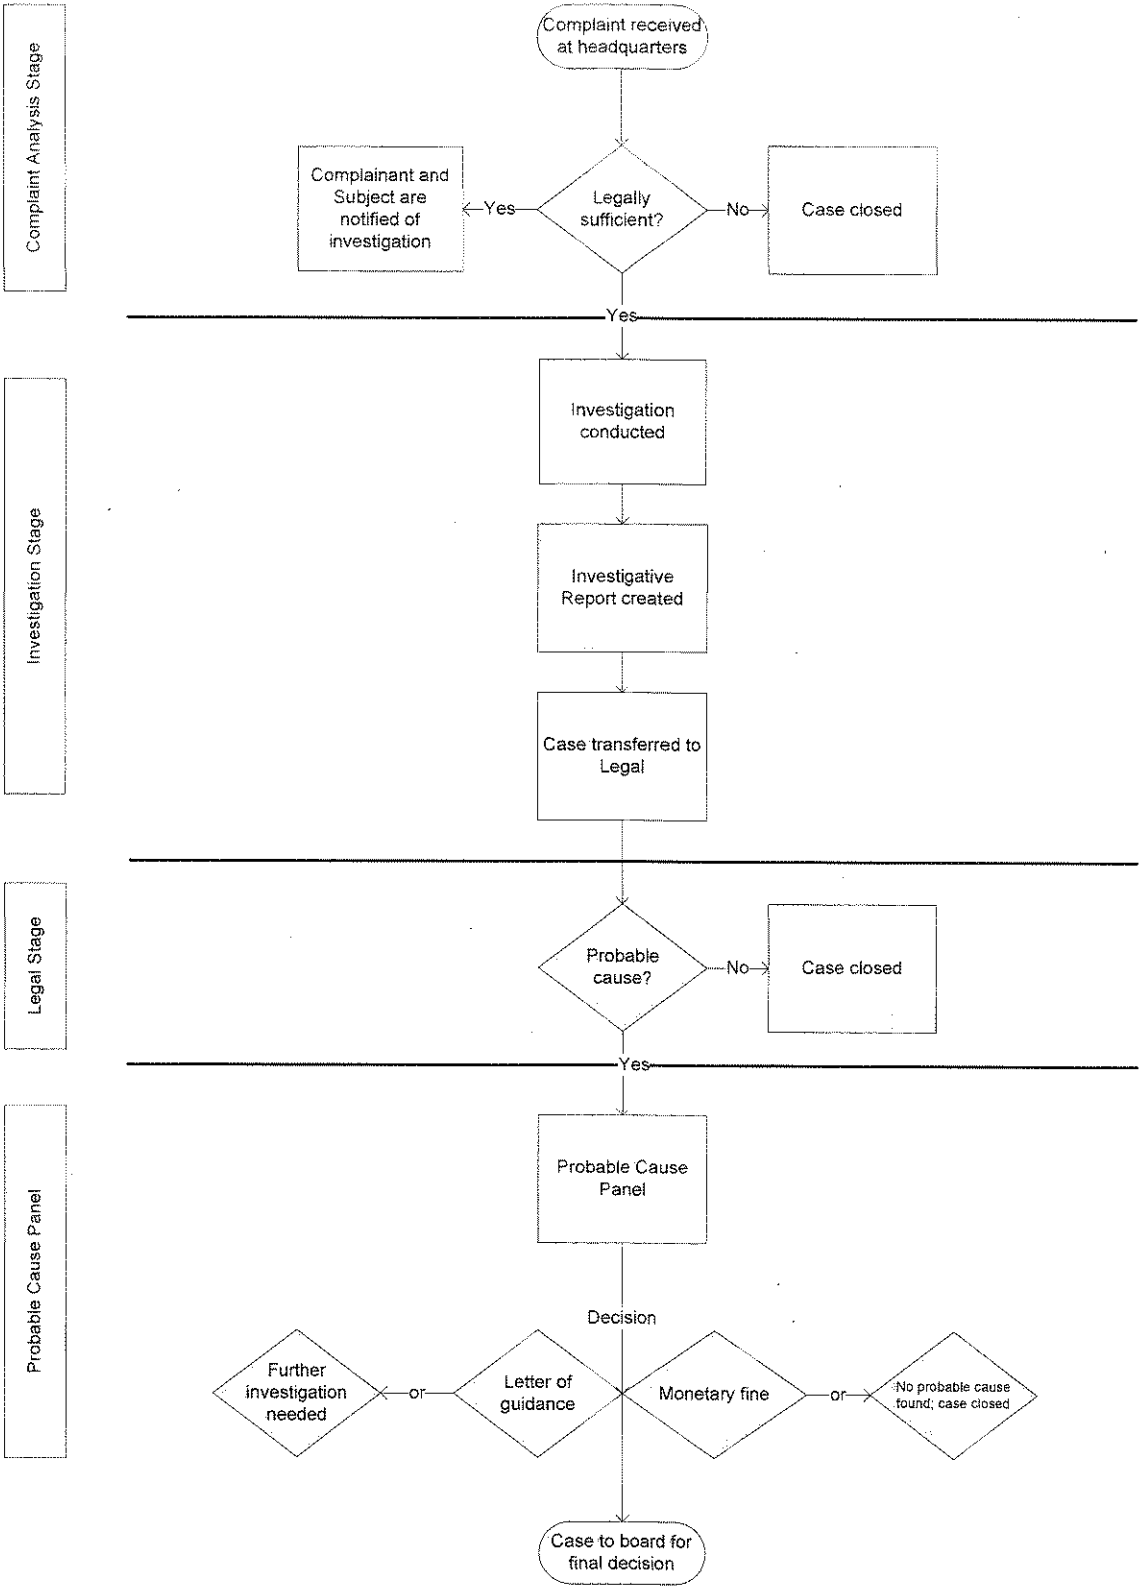 Complaint Analysis Stage
Complaint received
at headquarters
Complainant and
Subject are
notified of
investigation
Yes
Legally
sufficient?
No
Case closed
Yes
Investigation Stage
Investigation
conducted
Investigative
Report created
Case transferred to
Legal
Legal Stage
Probable
cause?
No
Case closed
Yes
Probable Cause Panel
Probable Cause
Panel
Decision
Further
investigation
needed
or
Letter of
guidance
Monetary fine
or
No probable cause
found; case closed
Case to board for
final decision